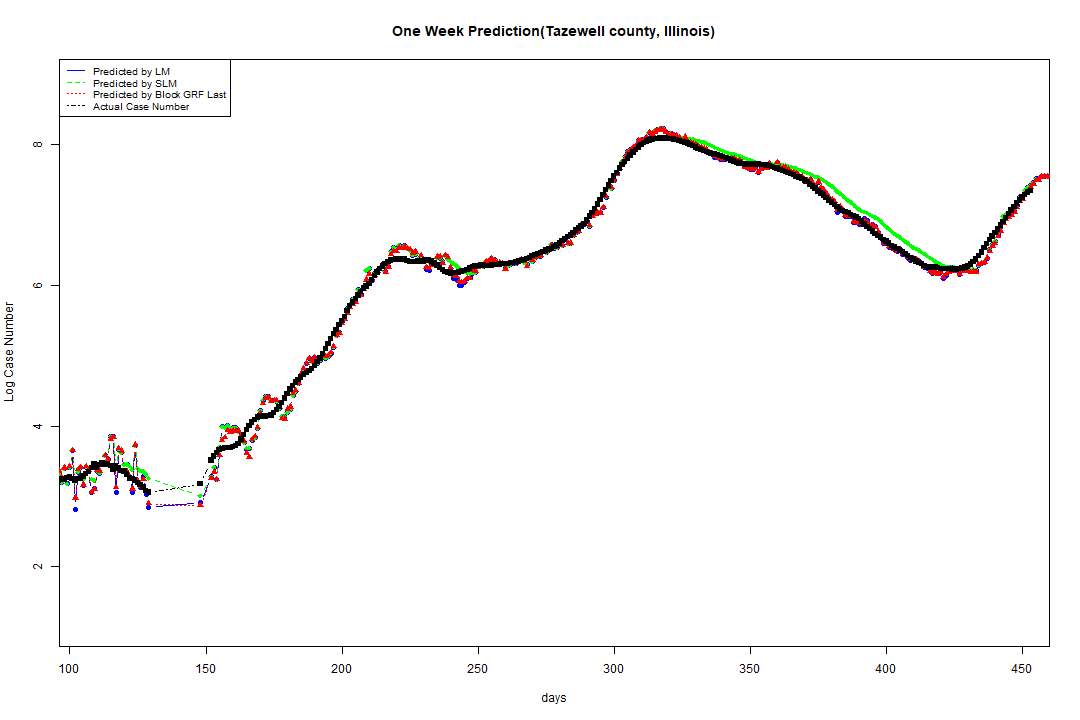 One Week Prediction(Tazewell county, Illinois)
Predicted by LM
Predicted by SLM
Predicted by Block GRF Last
Actual Case Number
Log Case Number
8
6
4
2
100 150 200 250 300 350 400 450
days